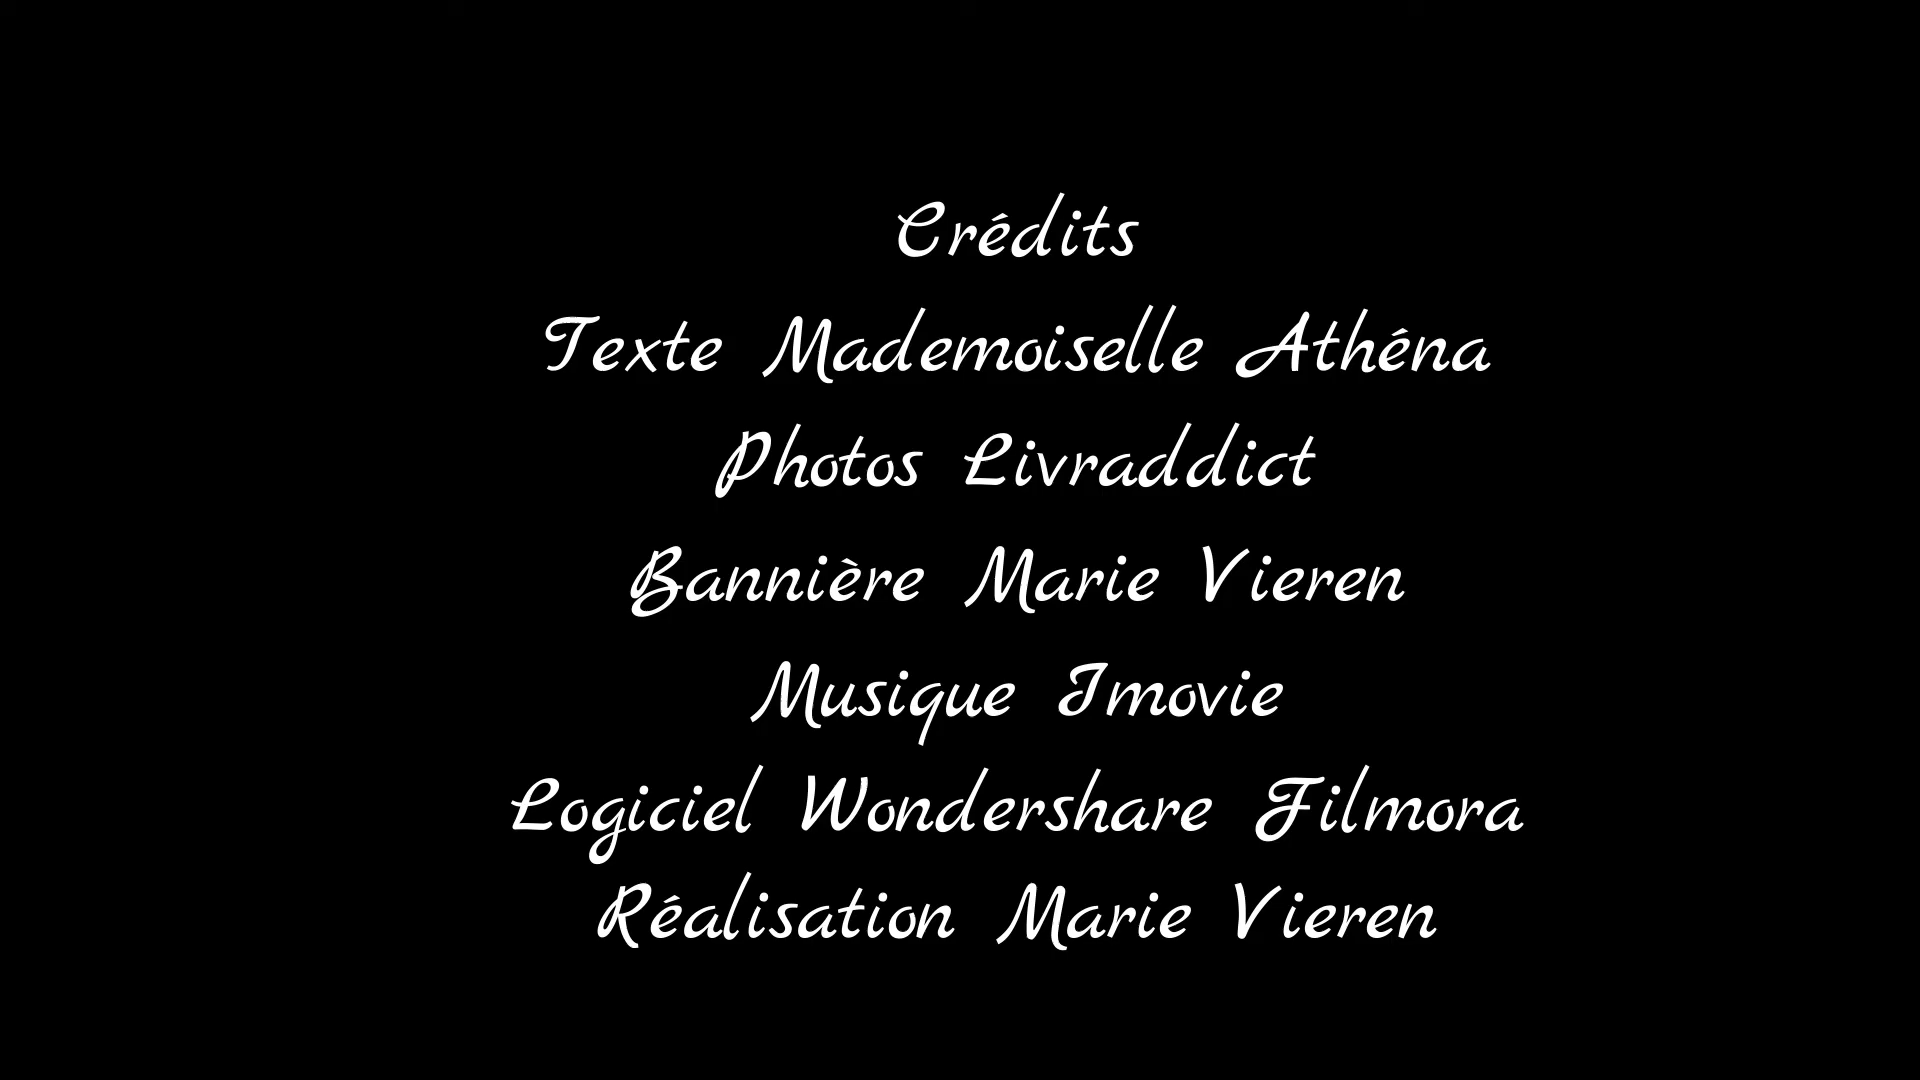 Crédits
Texte Mademoiselle Athéna
Photos Livraddict
Bannière Marie Vieren
Musique Imovie
Logiciel Wondershare Filmora
Réalisation Marie Vieren